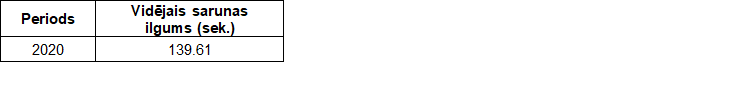 Periods
Vidējais sarunas
ilgums (sek.)
2020
139.61